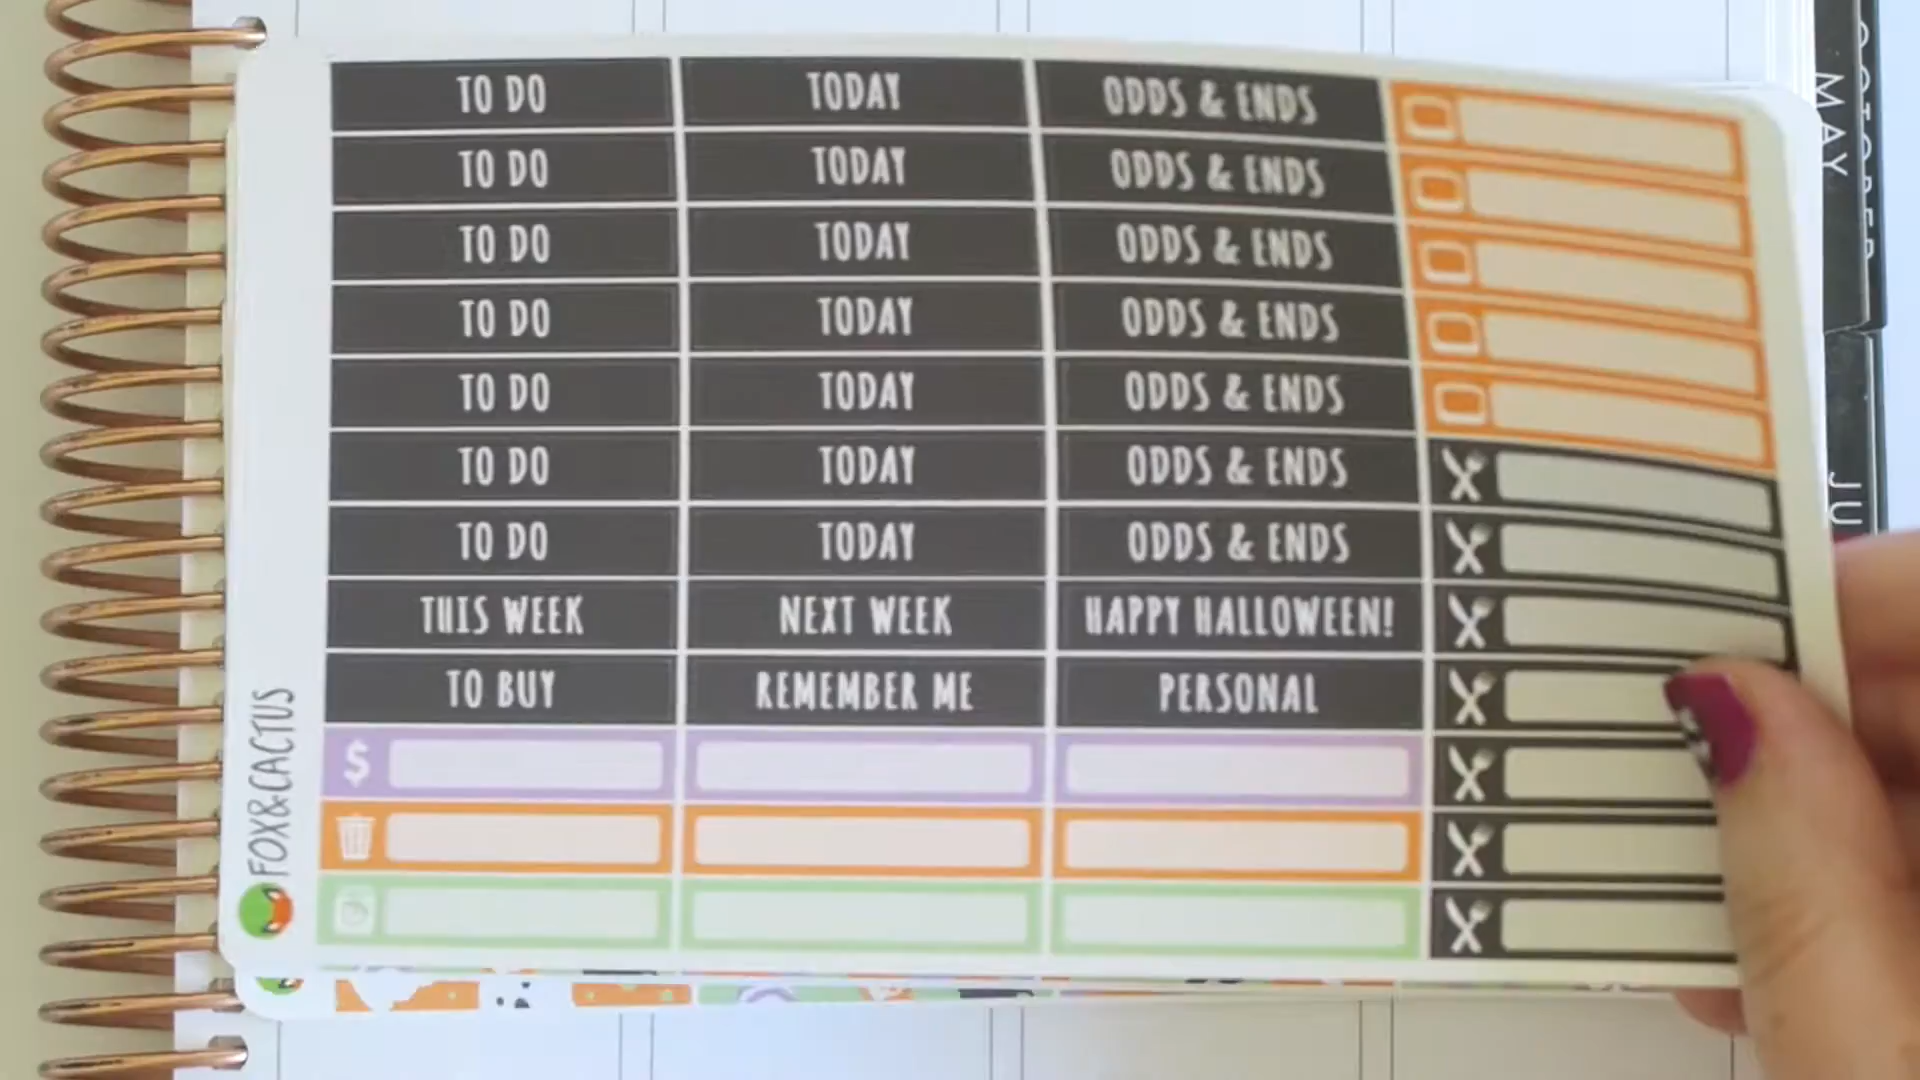 TO DO TODAY ODDS & ENDS
TO DO TODAY ODDS & ENDS
TO DO TODAY ODDS & ENDS
TO DO TODAY ODDS & ENDS
TO DO TODAY ODDS & ENDS
TO DO TODAY ODDS & ENDS
TO DO TODAY ODDS & ENDS
THIS WEEK NEXT WEEK HAPPY HALLOWEEN!
TO BUY REMEMBER ME PERSONAL
$
FOX&CACTUS
OCTOBER
MAY
JU